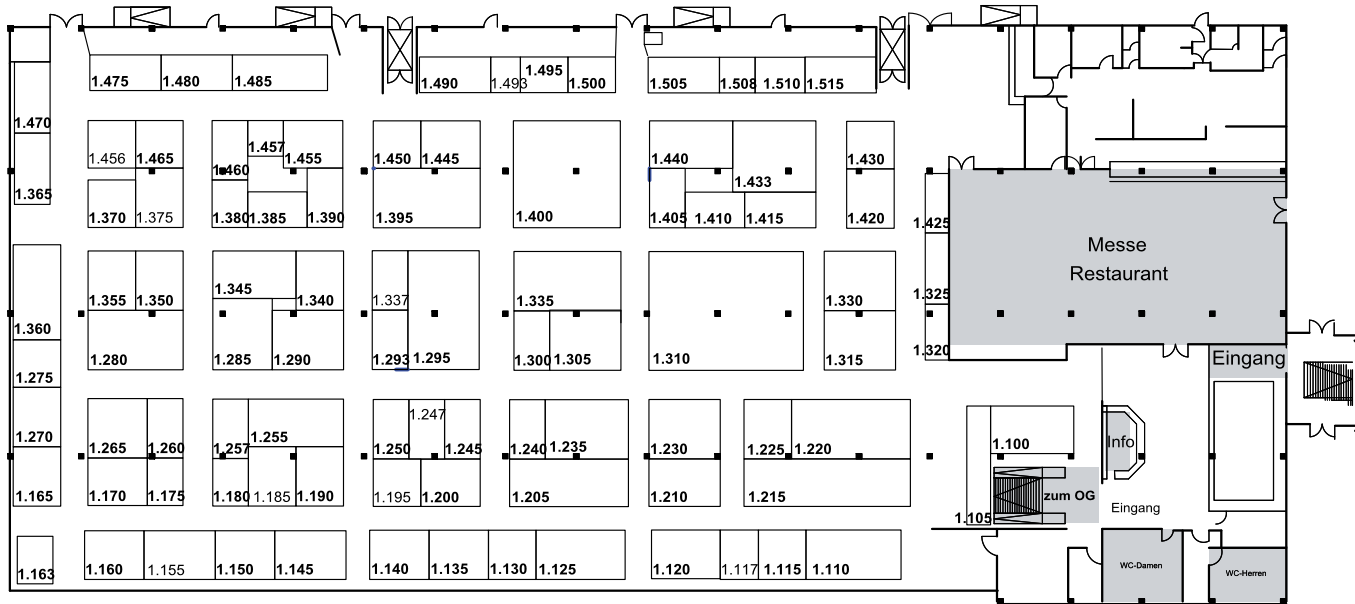 1.475 1.480 1.485 1.490 1.493 1.495 1.500 1.505 1.508 1.510 1.515
1.470
1.456 1.465 1.460 1.457 1.455 1.450 1.445 1.440 1.433 1.430
1.365
1.370 1.375 1.380 1.385 1.390 1.395 1.400 1.405 1.410 1.415 1.420
1.425
Messe
Restaurant
1.355 1.350 1.345 1.340 1.337 1.335 1.330 1.325
1.360
1.280 1.285 1.290 1.293 1.295 1.300 1.305 1.310 1.315 1.320
Eingang
1.275
1.270
1.265 1.260 1.257 1.255 1.250 1.247 1.245 1.240 1.235 1.230 1.225 1.220 1.100
Info
1.165
1.170 1.175 1.180 1.185 1.190 1.195 1.200 1.205 1.210 1.215
zum OG
1.105
Eingang
1.163
1.160 1.155 1.150 1.145 1.140 1.135 1.130 1.125 1.120 1.117 1.115 1.110
WC-Damen
WC-Herren